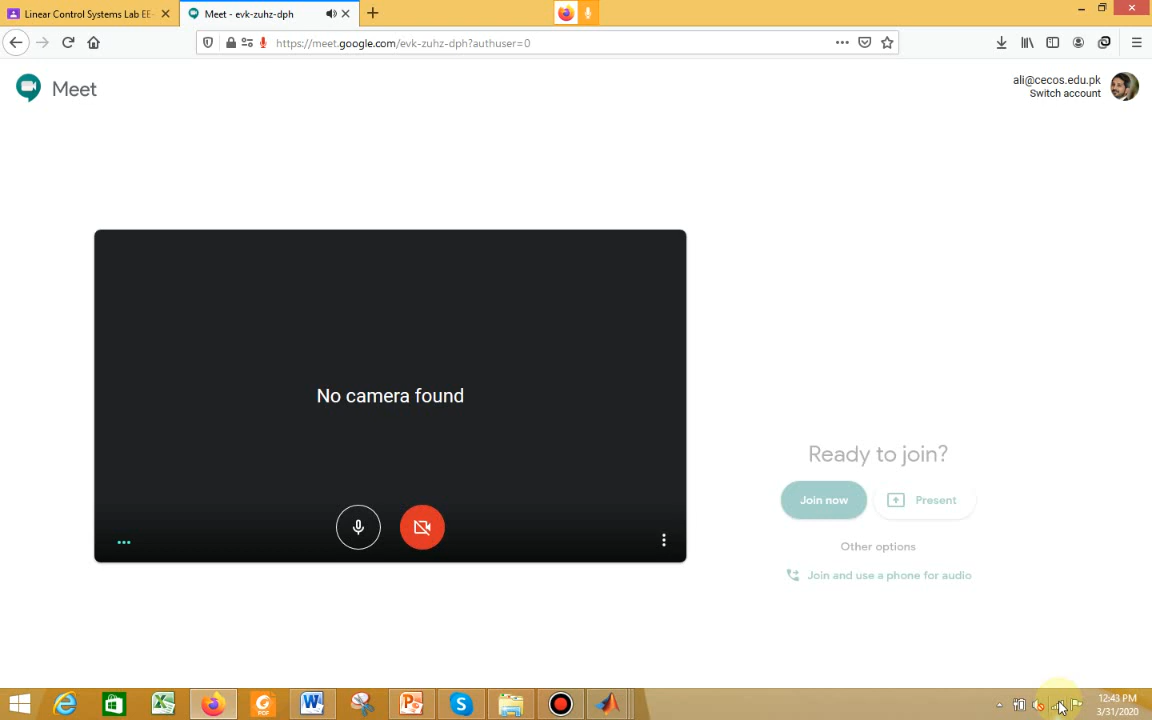 Linear Control Systems Lab EE-
Meet - evk-zuhz-dph
https://meet.google.com/evk-zuhz-dph?authuser=0
Meet
ali@cecos.edu.pk
Switch account
No camera found
Ready to join?
Join now
Present
Other options
Join and use a phone for audio
12:43 PM
3/31/2020